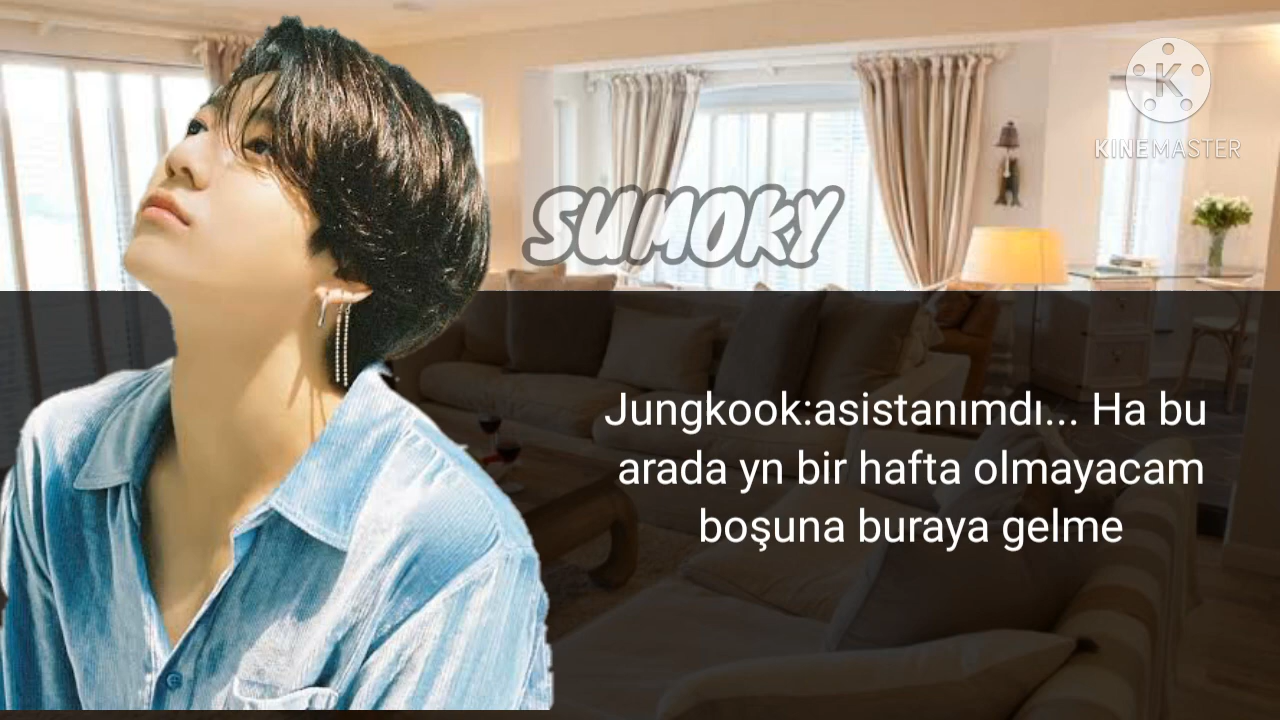 KINEMASTER
SUMOKY
Jungkook:asistanımdı... Ha bu
arada yn bir hafta olmayacam
boşuna buraya gelme